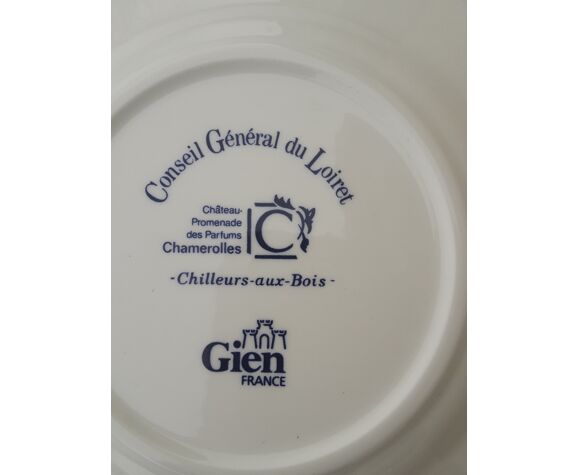 Conseil Général du Loiret
Château-
Promenade
des Parfums
Chamerolles
C
-Chilleurs-aux-Bois-
Gien
FRANCE